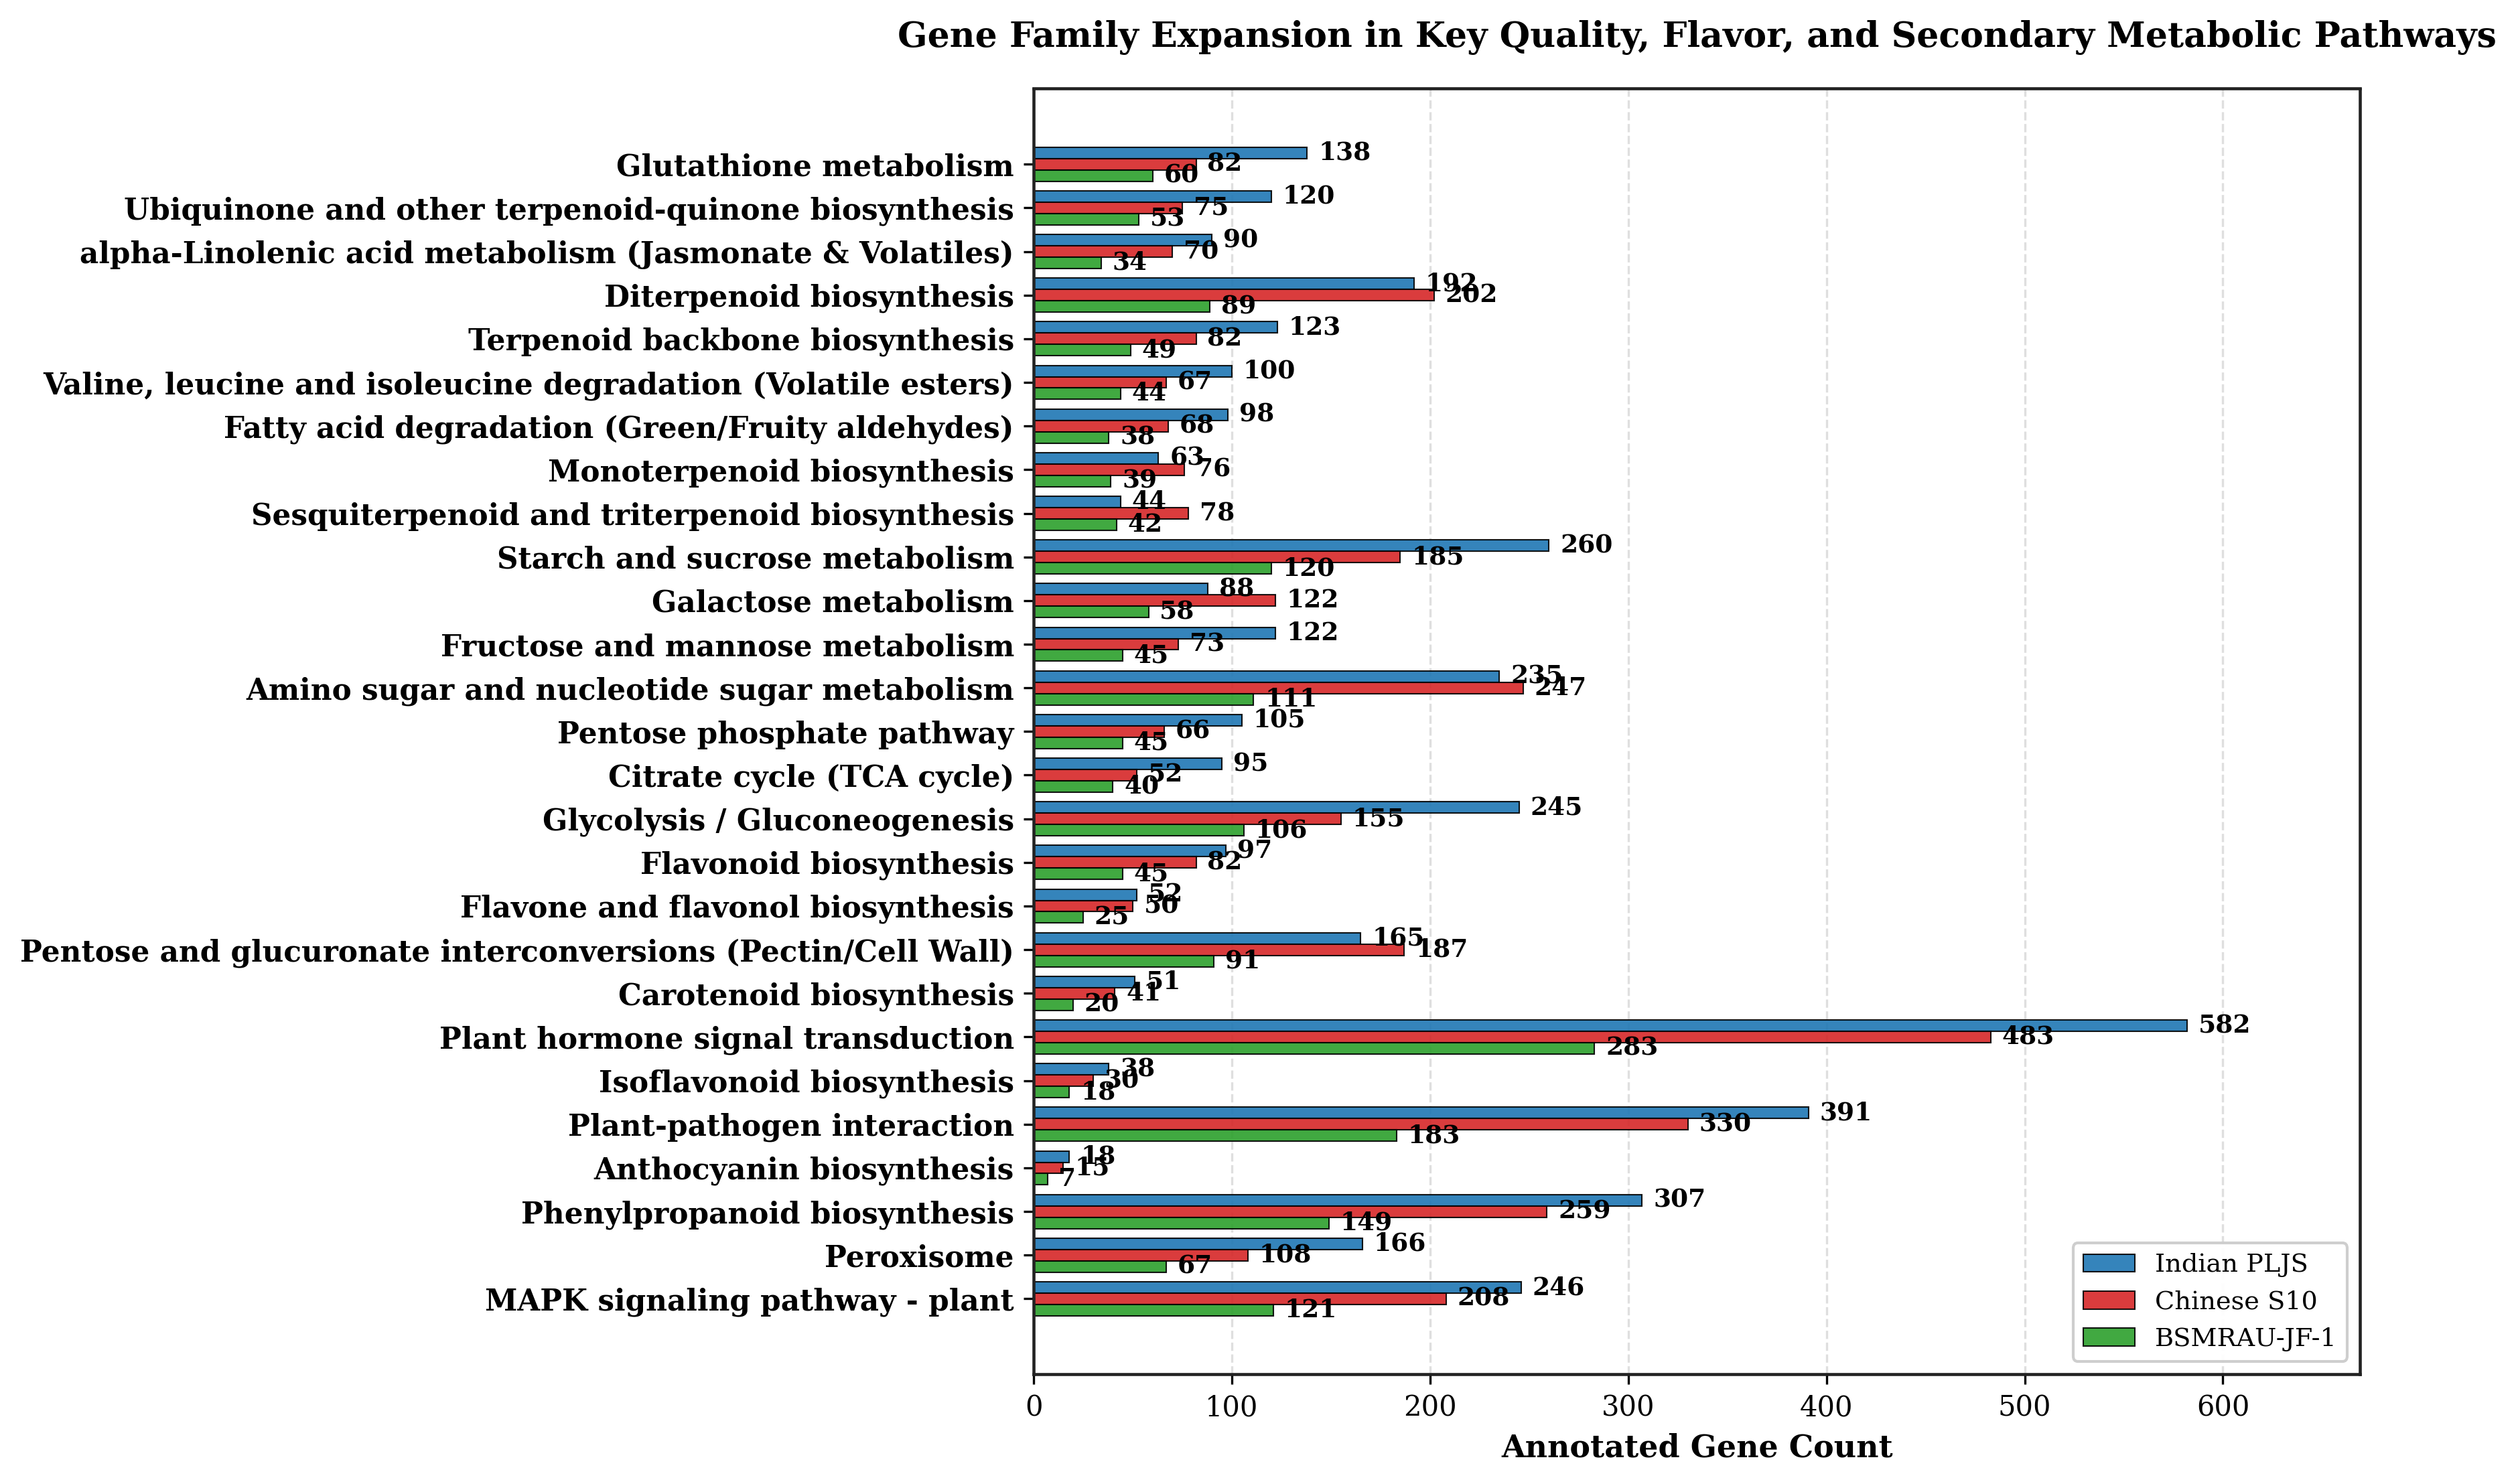 Gene Family Expansion in Key Quality, Flavor, and Secondary Metabolic Pathways
Glutathione metabolism
138
82
60
Ubiquinone and other terpenoid-quinone biosynthesis
120
75
53
alpha-Linolenic acid metabolism (Jasmonate & Volatiles)
90
70
34
Diterpenoid biosynthesis
192
202
89
Terpenoid backbone biosynthesis
123
82
49
Valine, leucine and isoleucine degradation (Volatile esters)
100
67
44
Fatty acid degradation (Green/Fruity aldehydes)
98
68
38
Monoterpenoid biosynthesis
63
76
39
Sesquiterpenoid and triterpenoid biosynthesis
44
78
42
Starch and sucrose metabolism
260
185
120
Galactose metabolism
88
122
58
Fructose and mannose metabolism
122
73
45
Amino sugar and nucleotide sugar metabolism
235
247
111
Pentose phosphate pathway
105
66
45
Citrate cycle (TCA cycle)
95
52
40
Glycolysis / Gluconeogenesis
245
155
106
Flavonoid biosynthesis
97
82
45
Flavone and flavonol biosynthesis
52
50
25
Pentose and glucuronate interconversions (Pectin/Cell Wall)
165
187
91
Carotenoid biosynthesis
51
41
20
Plant hormone signal transduction
582
483
283
Isoflavonoid biosynthesis
38
30
18
Plant-pathogen interaction
391
330
183
Anthocyanin biosynthesis
18
15
7
Phenylpropanoid biosynthesis
307
259
149
Peroxisome
166
108
67
MAPK signaling pathway - plant
246
208
121
Indian PLJS
Chinese S10
BSMRAU-JF-1
0 100 200 300 400 500 600
Annotated Gene Count